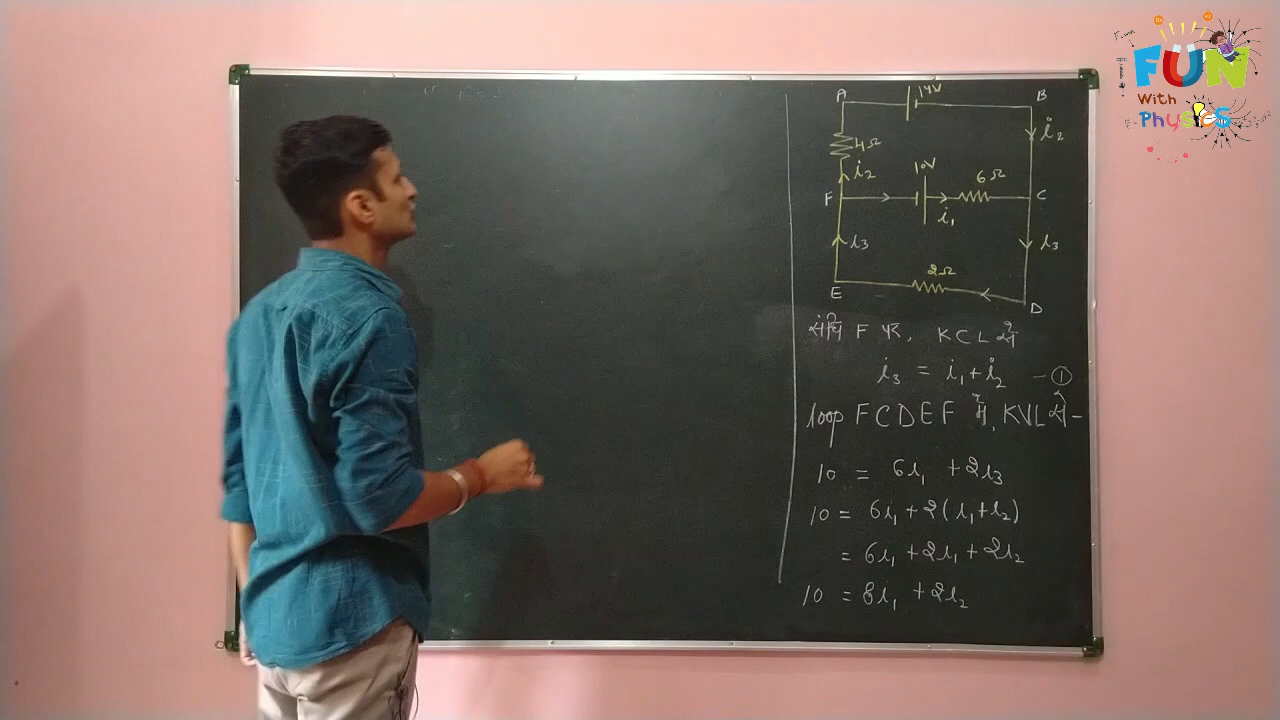 FUN
With
Physics
A 14V B
4Ω i₂
i₂ 10V 6Ω
F C
i₁
i₃ i₃
2Ω
E D
संधि F पर, KCL से
i₃ = i₁ + i₂ - ①
loop FCDEF में, KVL से -
10 = 6i₁ + 2i₃
10 = 6i₁ + 2(i₁+i₂)
= 6i₁ + 2i₁ + 2i₂
10 = 8i₁ + 2i₂